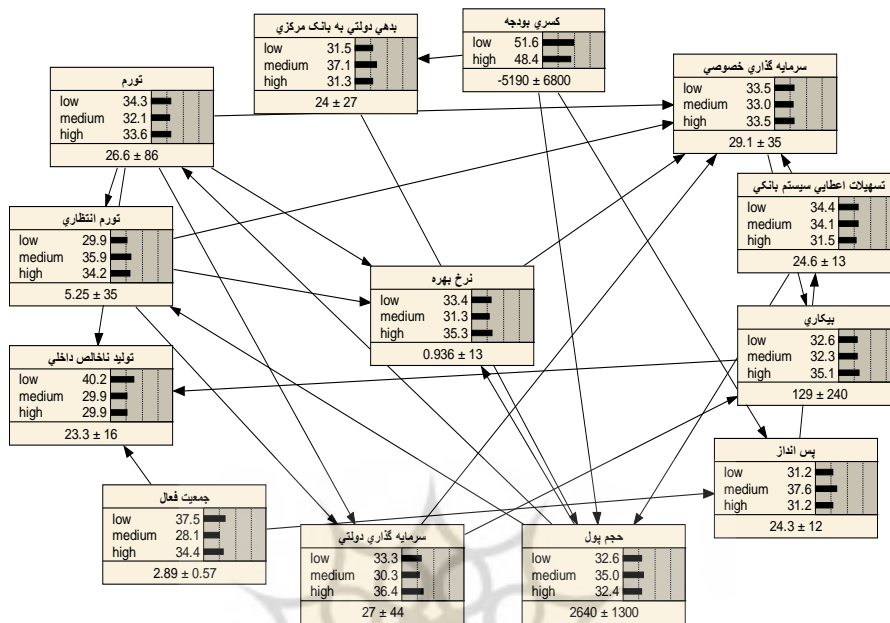 بدهي دولتي به بانک مرکزي
low 31.5
medium 37.1
high 31.3
24 ± 27
کسري بودجه
low 51.6
high 48.4
-5190 ± 6800
سرمايه گذاري خصوصي
low 33.5
medium 33.0
high 33.5
29.1 ± 35
تورم
low 34.3
medium 32.1
high 33.6
26.6 ± 86
تسهيلات اعطايي سيستم بانکي
low 34.4
medium 34.1
high 31.5
24.6 ± 13
تورم انتظاري
low 29.9
medium 35.9
high 34.2
5.25 ± 35
نرخ بهره
low 33.4
medium 31.3
high 35.3
0.936 ± 13
بيکاري
low 32.6
medium 32.3
high 35.1
129 ± 240
توليد ناخالص داخلي
low 40.2
medium 29.9
high 29.9
23.3 ± 16
پس انداز
low 31.2
medium 37.6
high 31.2
24.3 ± 12
جمعيت فعال
low 37.5
medium 28.1
high 34.4
2.89 ± 0.57
سرمايه گذاري دولتي
low 33.3
medium 30.3
high 36.4
27 ± 44
حجم پول
low 32.6
medium 35.0
high 32.4
2640 ± 1300